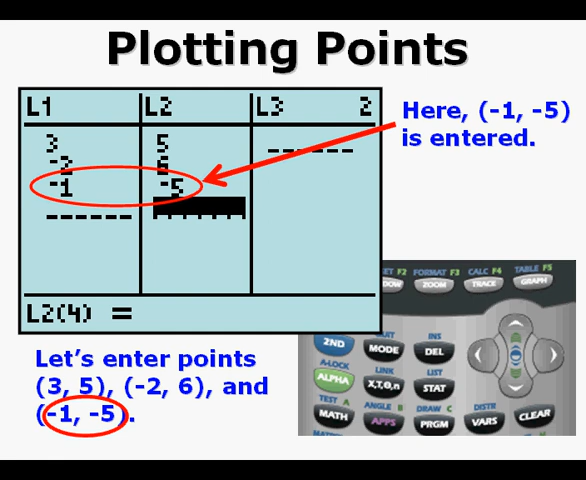 Plotting Points
L1 L2 L3 2
3 5 ------
-2 6
-1 -5
------
L2(4) =
Here, (-1, -5)
is entered.
Let's enter points
(3, 5), (-2, 6), and
(-1, -5).
F2 FORMAT F3 CALC F4 TABLE F5
ZOOM TRACE GRAPH
INS
2ND MODE DEL
A-LOCK LINK LIST
ALPHA X,T,Θ,n STAT
TEST A ANGLE B DRAW C DISTR
MATH APPS PRGM VARS CLEAR